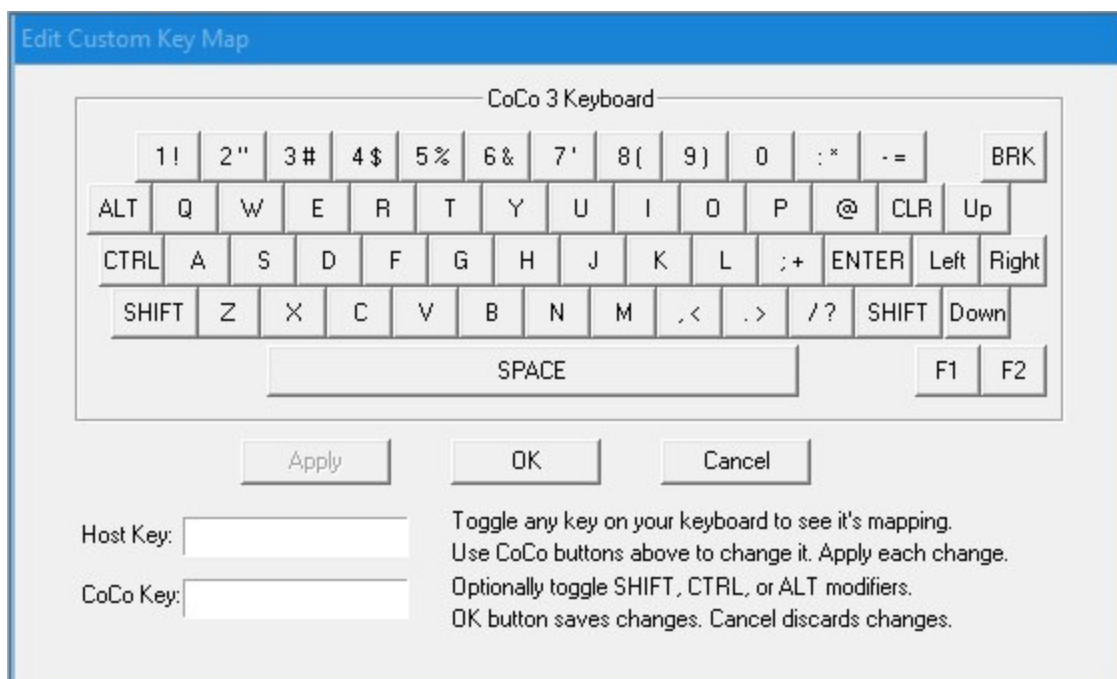 Edit Custom Key Map
CoCo 3 Keyboard
1 ! 2 " 3 # 4 $ 5 % 6 & 7 ' 8 ( 9 ) 0 : * - = BRK
ALT Q W E R T Y U I O P @ CLR Up
CTRL A S D F G H J K L ; + ENTER Left Right
SHIFT Z X C V B N M , < . > / ? SHIFT Down
SPACE F1 F2
Apply OK Cancel
Host Key:
CoCo Key:
Toggle any key on your keyboard to see it's mapping.
Use CoCo buttons above to change it. Apply each change.
Optionally toggle SHIFT, CTRL, or ALT modifiers.
OK button saves changes. Cancel discards changes.